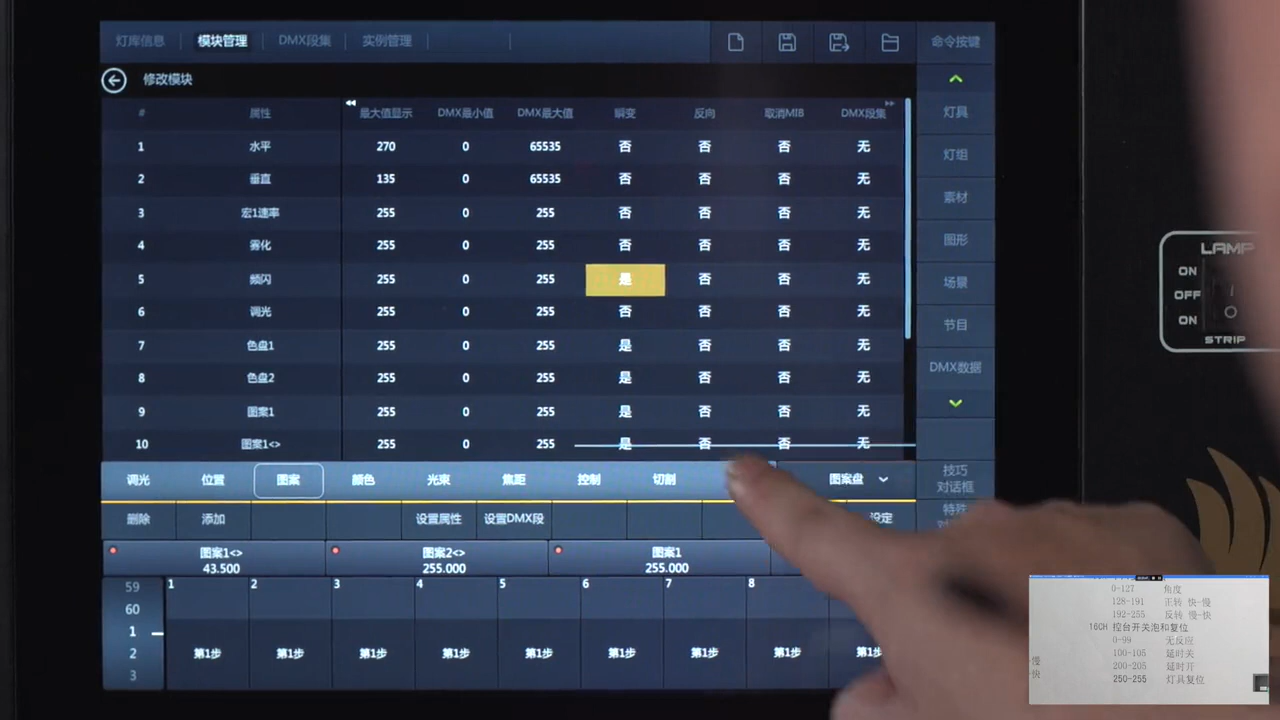 灯库信息 模块管理 DMX段集 实例管理 命令按键
修改模块
# 属性 最大值显示 DMX最小值 DMX最大值 瞬变 反向 取消MIB DMX段集
1 水平 270 0 65535 否 否 否 无
2 垂直 135 0 65535 否 否 否 无
3 宏1速率 255 0 255 否 否 否 无
4 雾化 255 0 255 否 否 否 无
5 频闪 255 0 255 是 否 否 无
6 调光 255 0 255 否 否 否 无
7 色盘1 255 0 255 是 否 否 无
8 色盘2 255 0 255 是 否 否 无
9 图案1 255 0 255 是 否 否 无
10 图案1<> 255 0 255 是 否 否 无
灯具
灯组
素材
图形
场景
节目
DMX数据
技巧
对话框
特殊
调光 位置 图案 颜色 光束 焦距 控制 切割 图案盘
删除 添加 设置属性 设置DMX段 设定
图案1<> 图案2<> 图案1
43.500 255.000 255.000
59
60
1
2
3
1 2 3 4 5 6 7 8
第1步 第1步 第1步 第1步 第1步 第1步 第1步 第1步 第1步
LAMP
ON
OFF
ON
STRIP
0-127 角度
128-191 正转 快-慢
192-255 反转 慢-快
16CH 控台开关泡和复位
0-99 无反应
100-105 延时关
200-205 延时开
250-255 灯具复位
慢
快